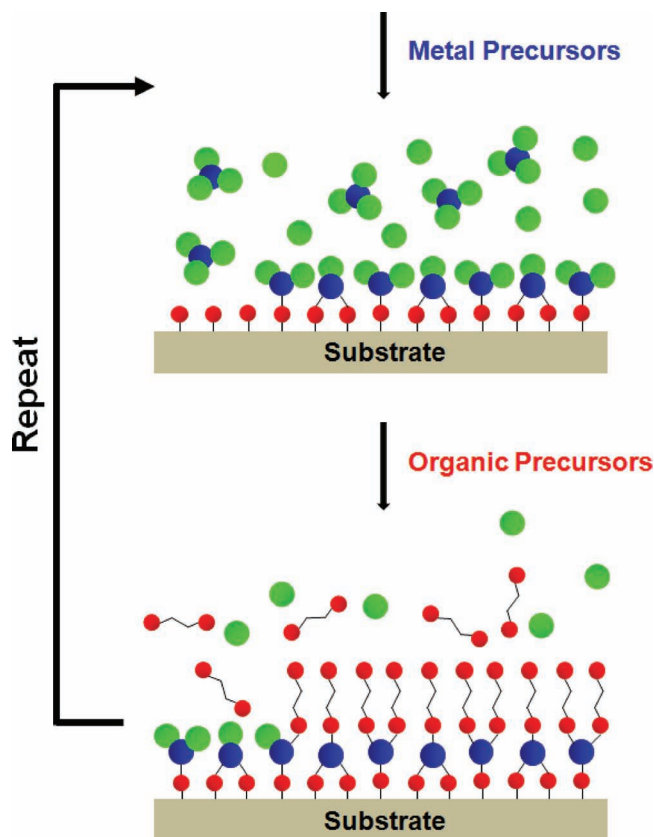 Metal Precursors
Substrate
Repeat
Organic Precursors
Substrate